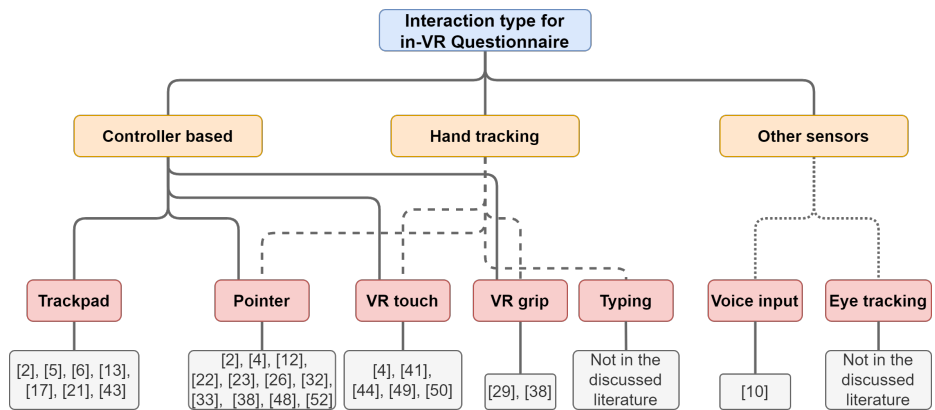 Interaction type for
in-VR Questionnaire
Controller based
Hand tracking
Other sensors
Trackpad
Pointer
VR touch
VR grip
Typing
Voice input
Eye tracking
[2], [5], [6], [13],
[17], [21], [43]
[2], [4], [12],
[22], [23], [26], [32],
[33], [38], [48], [52]
[4], [41],
[44], [49], [50]
[29], [38]
Not in the
discussed
literature
[10]
Not in the
discussed
literature